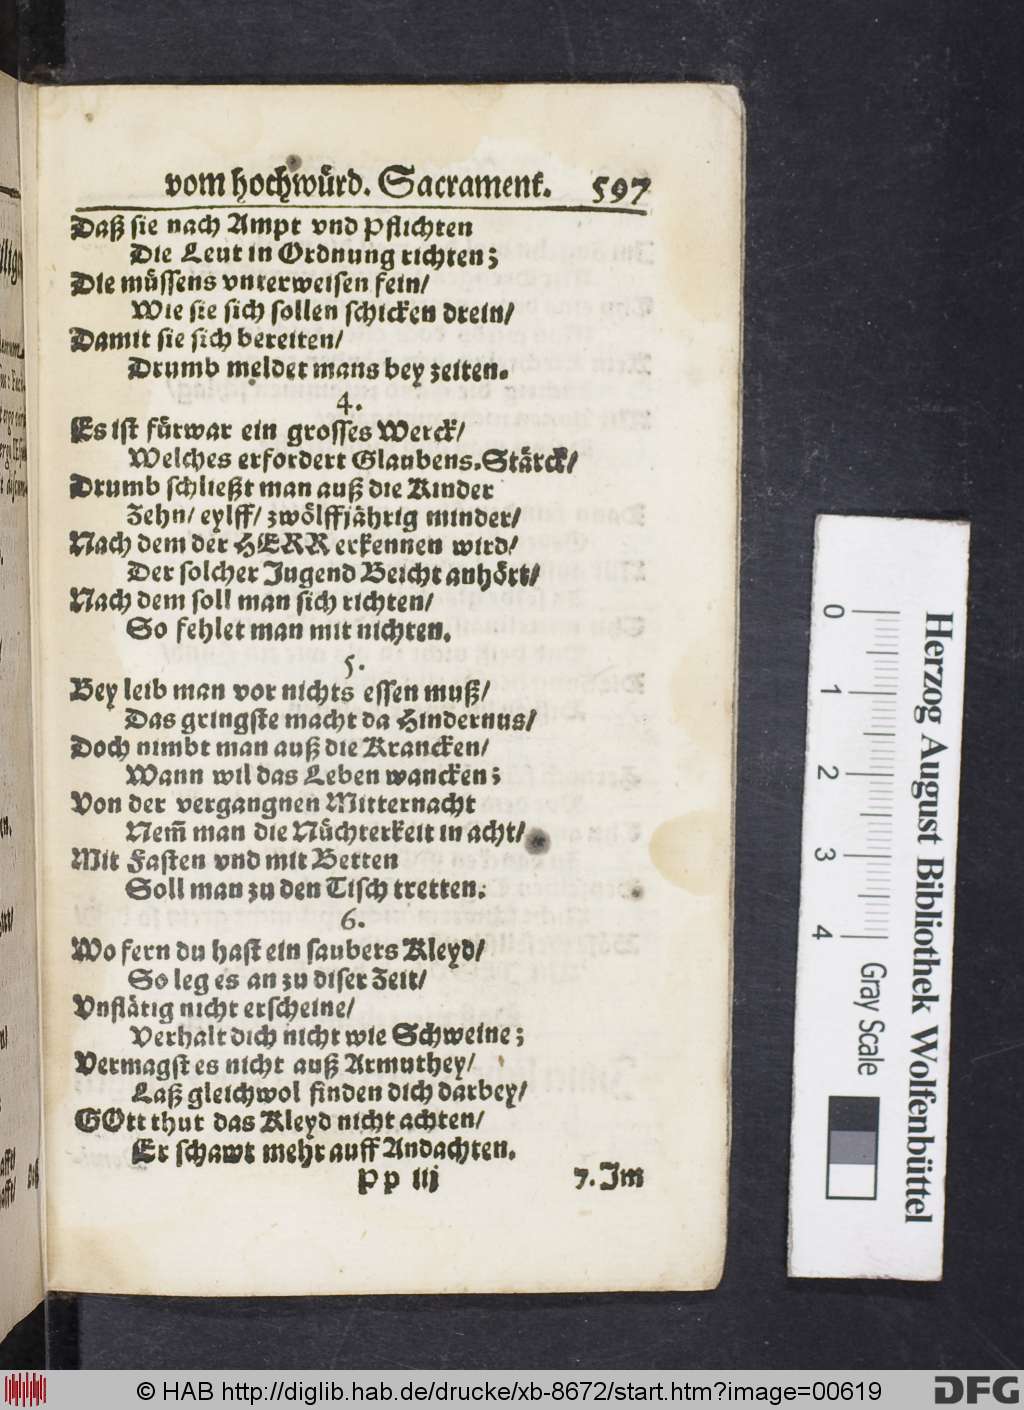 vom hochwürd. Sacrament. 597
Daß sie nach Ampt vnd Pflichten
Die Leut in Ordnung richten;
Die müssens vnterweisen fein/
Wie sie sich sollen schicken drein/
Damit sie sich bereiten/
Drumb meldet mans bey zeiten.
4.
Es ist fürwar ein grosses Werck/
Welches erfordert Glaubens-Stärck/
Drumb schließt man auß die Kinder
Zehn/ eylff/ zwölffjährig minder/
Nach dem der HERR erkennen wird/
Der solcher Jugend Beicht anhört/
Nach dem soll man sich richten/
So fehlet man mit nichten.
5.
Bey leib man vor nichts essen muß/
Das gringste macht da Hindernus/
Doch nimbt man auß die Krancken/
Wann wil das Leben wancken;
Von der vergangnen Mitternacht
Nem̃ man die Nüchterkeit in acht/
Mit Fasten vnd mit Betten
Soll man zu den Tisch tretten.
6.
Wo fern du hast ein saubers Kleyd/
So leg es an zu diser Zeit/
Vnflätig nicht erscheine/
Verhalt dich nicht wie Schweine;
Vermagst es nicht auß Armuthey/
Laß gleichwol finden dich darbey/
GOtt thut das Kleyd nicht achten/
Er schawt mehr auff Andachten.
Pp iij 7. Im
0 1 2 3 4 Gray Scale
Herzog August Bibliothek Wolfenbüttel
© HAB http://diglib.hab.de/drucke/xb-8672/start.htm?image=00619
DFG